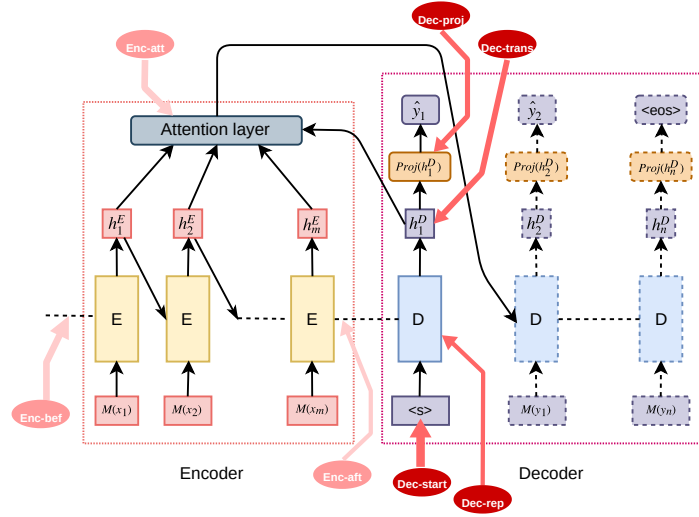 Dec-proj
Enc-att
Dec-trans
ŷ₁
ŷ₂
<eos>
Attention layer
Proj(h₁ᴰ)
Proj(h₂ᴰ)
Proj(hₙᴰ)
h₁ᴱ
h₂ᴱ
hₘᴱ
h₁ᴰ
h₂ᴰ
hₙᴰ
E
E
E
D
D
D
M(x₁)
M(x₂)
M(xₘ)
<s>
M(y₁)
M(yₙ)
Enc-bef
Encoder
Enc-aft
Dec-start
Dec-rep
Decoder